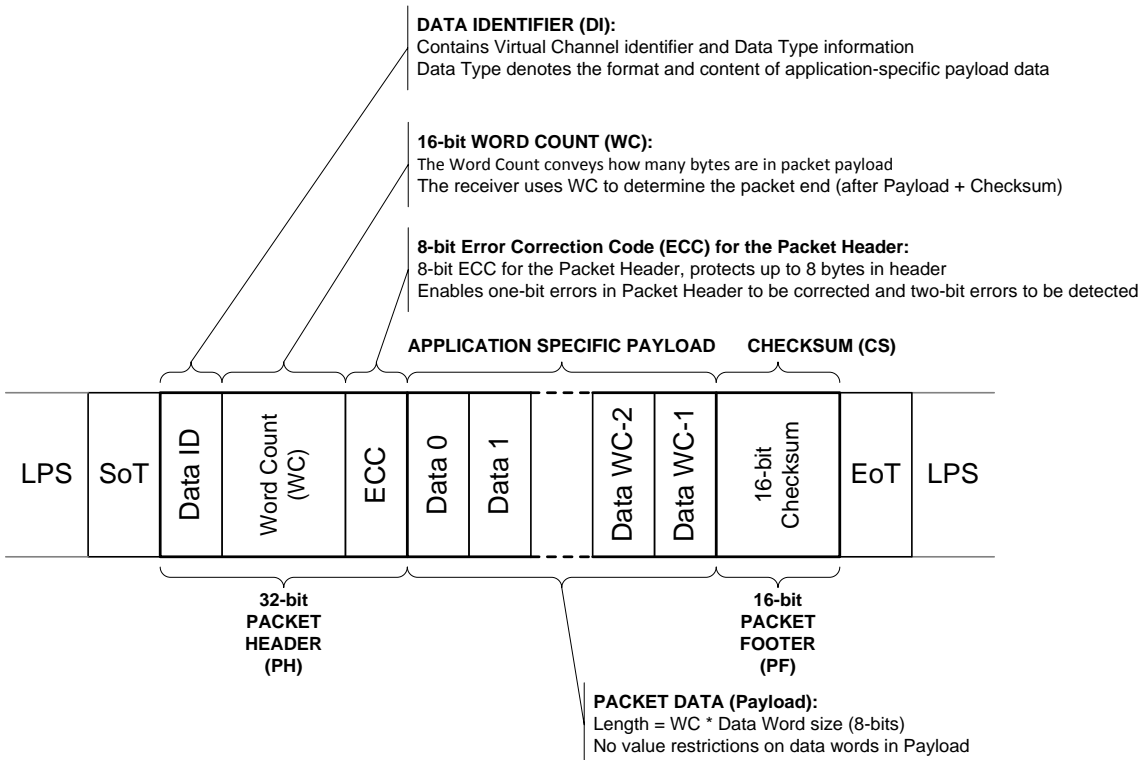 DATA IDENTIFIER (DI):
Contains Virtual Channel identifier and Data Type information
Data Type denotes the format and content of application-specific payload data
16-bit WORD COUNT (WC):
The Word Count conveys how many bytes are in packet payload
The receiver uses WC to determine the packet end (after Payload + Checksum)
8-bit Error Correction Code (ECC) for the Packet Header:
8-bit ECC for the Packet Header, protects up to 8 bytes in header
Enables one-bit errors in Packet Header to be corrected and two-bit errors to be detected
APPLICATION SPECIFIC PAYLOAD
CHECKSUM (CS)
LPS
SoT
Data ID
Word Count
(WC)
ECC
Data 0
Data 1
Data WC-2
Data WC-1
16-bit
Checksum
EoT
LPS
32-bit
PACKET
HEADER
(PH)
16-bit
PACKET
FOOTER
(PF)
PACKET DATA (Payload):
Length = WC * Data Word size (8-bits)
No value restrictions on data words in Payload